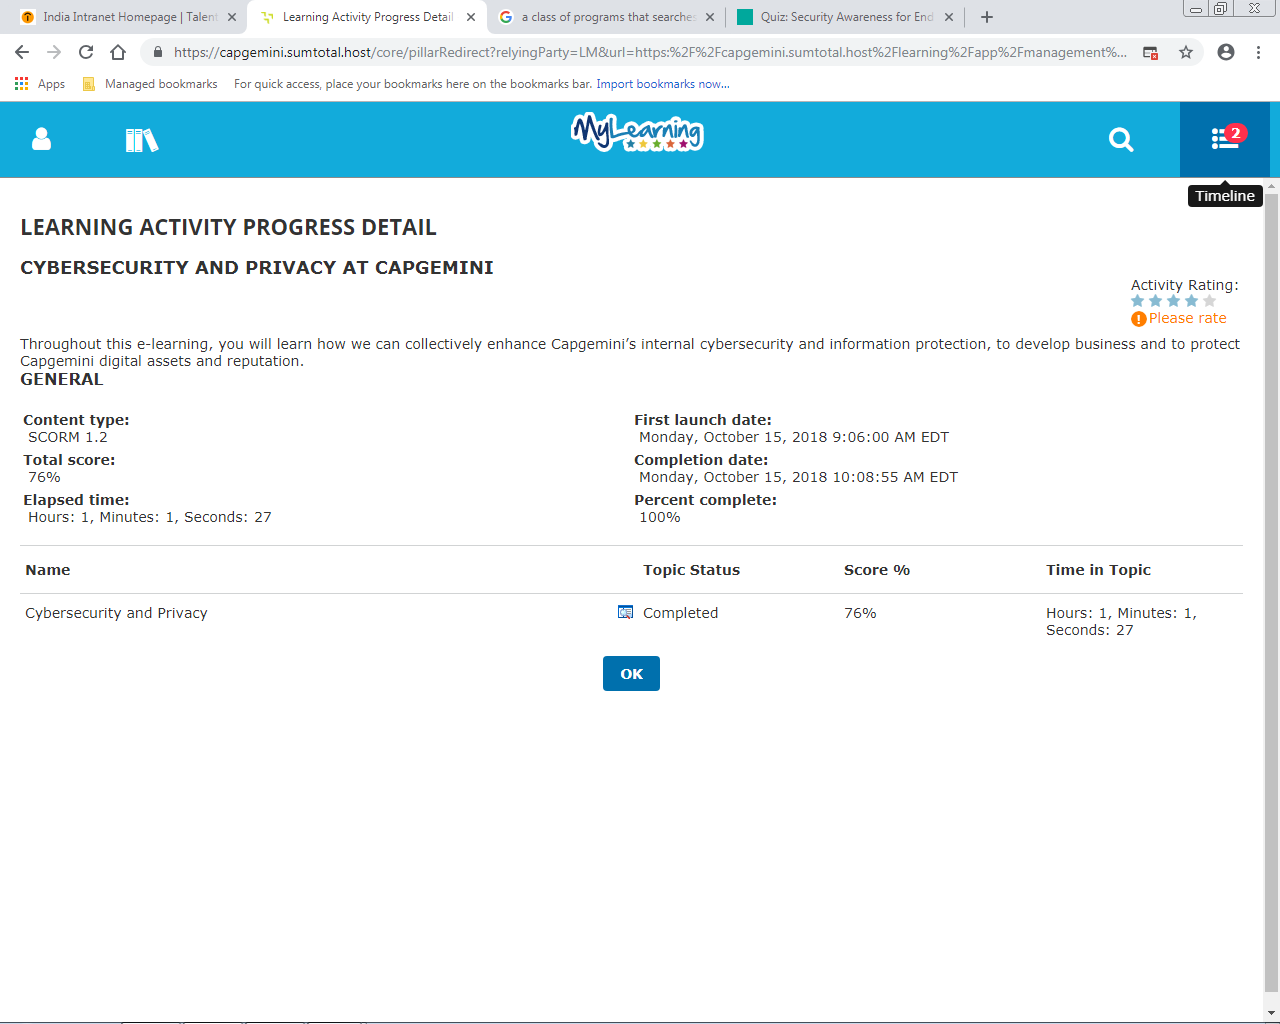 India Intranet Homepage | Talent
Learning Activity Progress Detail
a class of programs that searches
Quiz: Security Awareness for End
https://capgemini.sumtotal.host/core/pillarRedirect?relyingParty=LM&url=https:%2F%2Fcapgemini.sumtotal.host%2Flearning%2Fapp%2Fmanagement%...
Apps
Managed bookmarks
For quick access, place your bookmarks here on the bookmarks bar. Import bookmarks now...
MyLearning
2
Timeline
LEARNING ACTIVITY PROGRESS DETAIL
CYBERSECURITY AND PRIVACY AT CAPGEMINI
Activity Rating:
Please rate
Throughout this e-learning, you will learn how we can collectively enhance Capgemini’s internal cybersecurity and information protection, to develop business and to protect
Capgemini digital assets and reputation.
GENERAL
Content type:
SCORM 1.2
Total score:
76%
Elapsed time:
Hours: 1, Minutes: 1, Seconds: 27
First launch date:
Monday, October 15, 2018 9:06:00 AM EDT
Completion date:
Monday, October 15, 2018 10:08:55 AM EDT
Percent complete:
100%
Name Topic Status Score % Time in Topic
Cybersecurity and Privacy Completed 76% Hours: 1, Minutes: 1,
Seconds: 27
OK